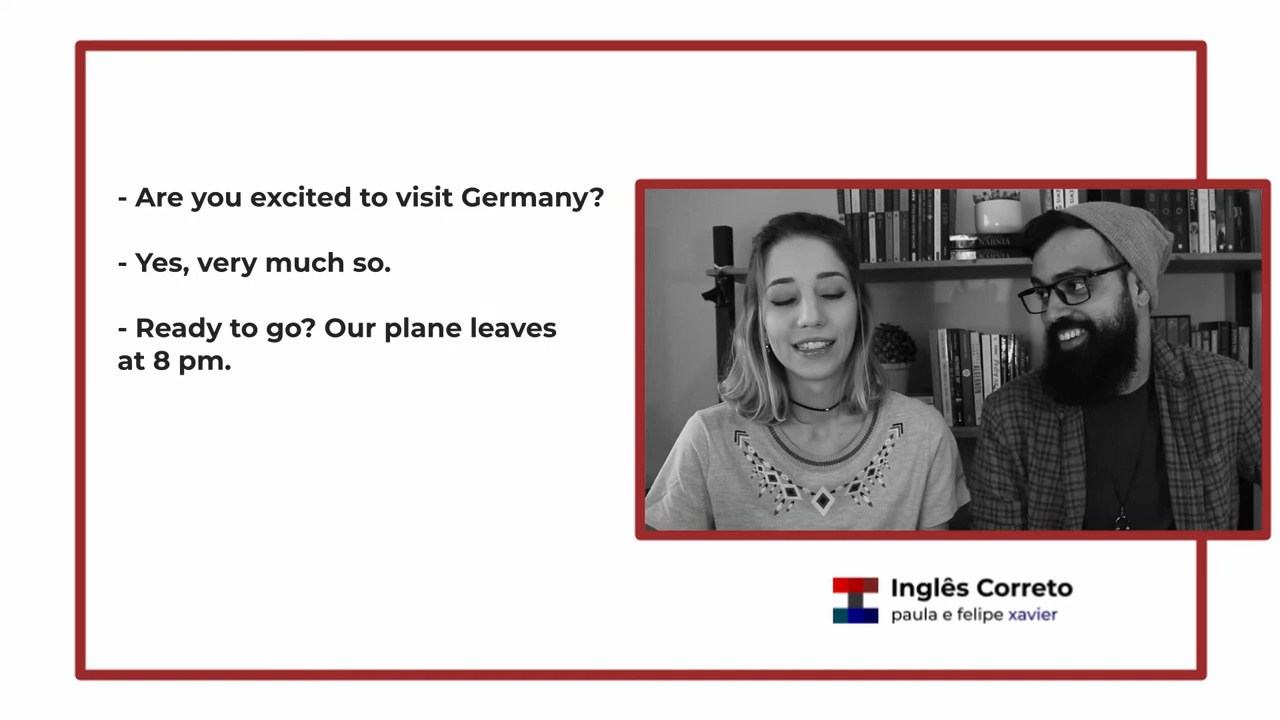 - Are you excited to visit Germany?
- Yes, very much so.
- Ready to go? Our plane leaves
at 8 pm.
NÁRNIA
Inglês Correto
paula e felipe xavier